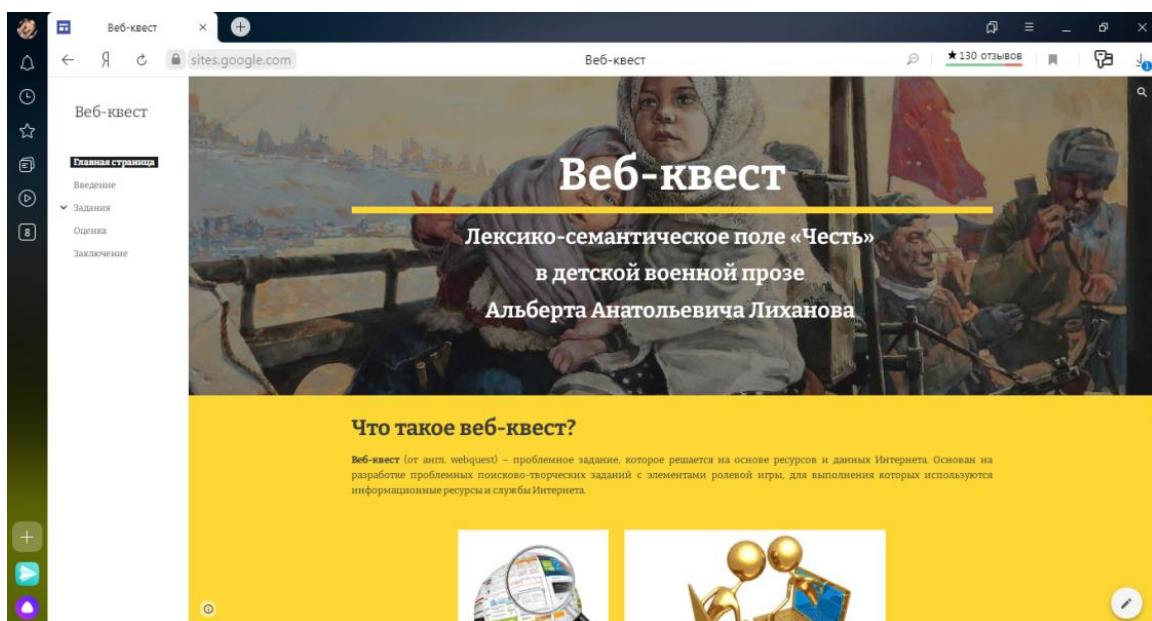 Веб-квест
sites.google.com
Веб-квест
★130 отзывов
1
Веб-квест
Главная страница
Введение
Задания
Оценка
Заключение
8
Веб-квест
Лексико-семантическое поле «Честь»
в детской военной прозе
Альберта Анатольевича Лиханова
Что такое веб-квест?
Веб-квест (от англ. webquest) – проблемное задание, которое решается на основе ресурсов и данных Интернета. Основан на
разработке проблемных поисково-творческих заданий с элементами ролевой игры, для выполнения которых используются
информационные ресурсы и службы Интернета.